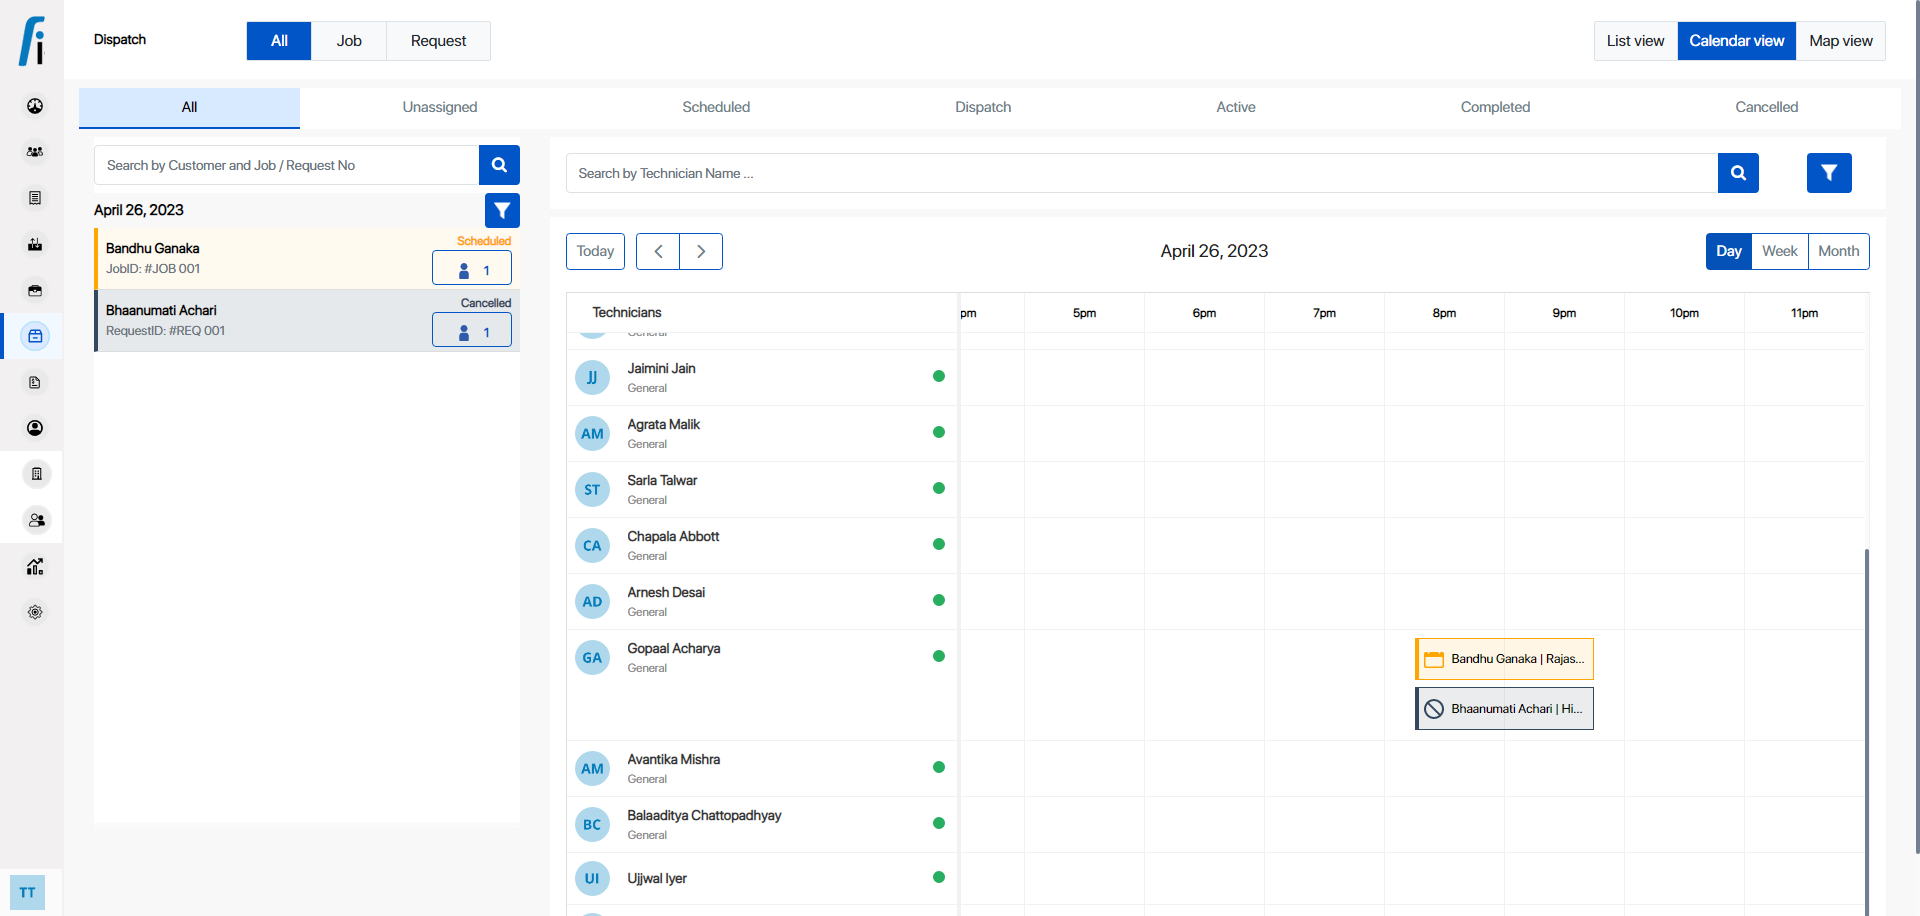 fi
Dispatch
All
Job
Request
List view
Calendar view
Map view
All
Unassigned
Scheduled
Dispatch
Active
Completed
Cancelled
Search by Customer and Job / Request No
Search by Technician Name ...
April 26, 2023
Bandhu Ganaka
JobID: #JOB 001
Scheduled
1
Bhaanumati Achari
RequestID: #REQ 001
Cancelled
1
Today
April 26, 2023
Day
Week
Month
Technicians
pm
5pm
6pm
7pm
8pm
9pm
10pm
11pm
General
JJ
Jaimini Jain
General
AM
Agrata Malik
General
ST
Sarla Talwar
General
CA
Chapala Abbott
General
AD
Arnesh Desai
General
GA
Gopaal Acharya
General
Bandhu Ganaka | Rajas...
Bhaanumati Achari | Hi...
AM
Avantika Mishra
General
BC
Balaaditya Chattopadhyay
General
UI
Ujjwal Iyer
TT